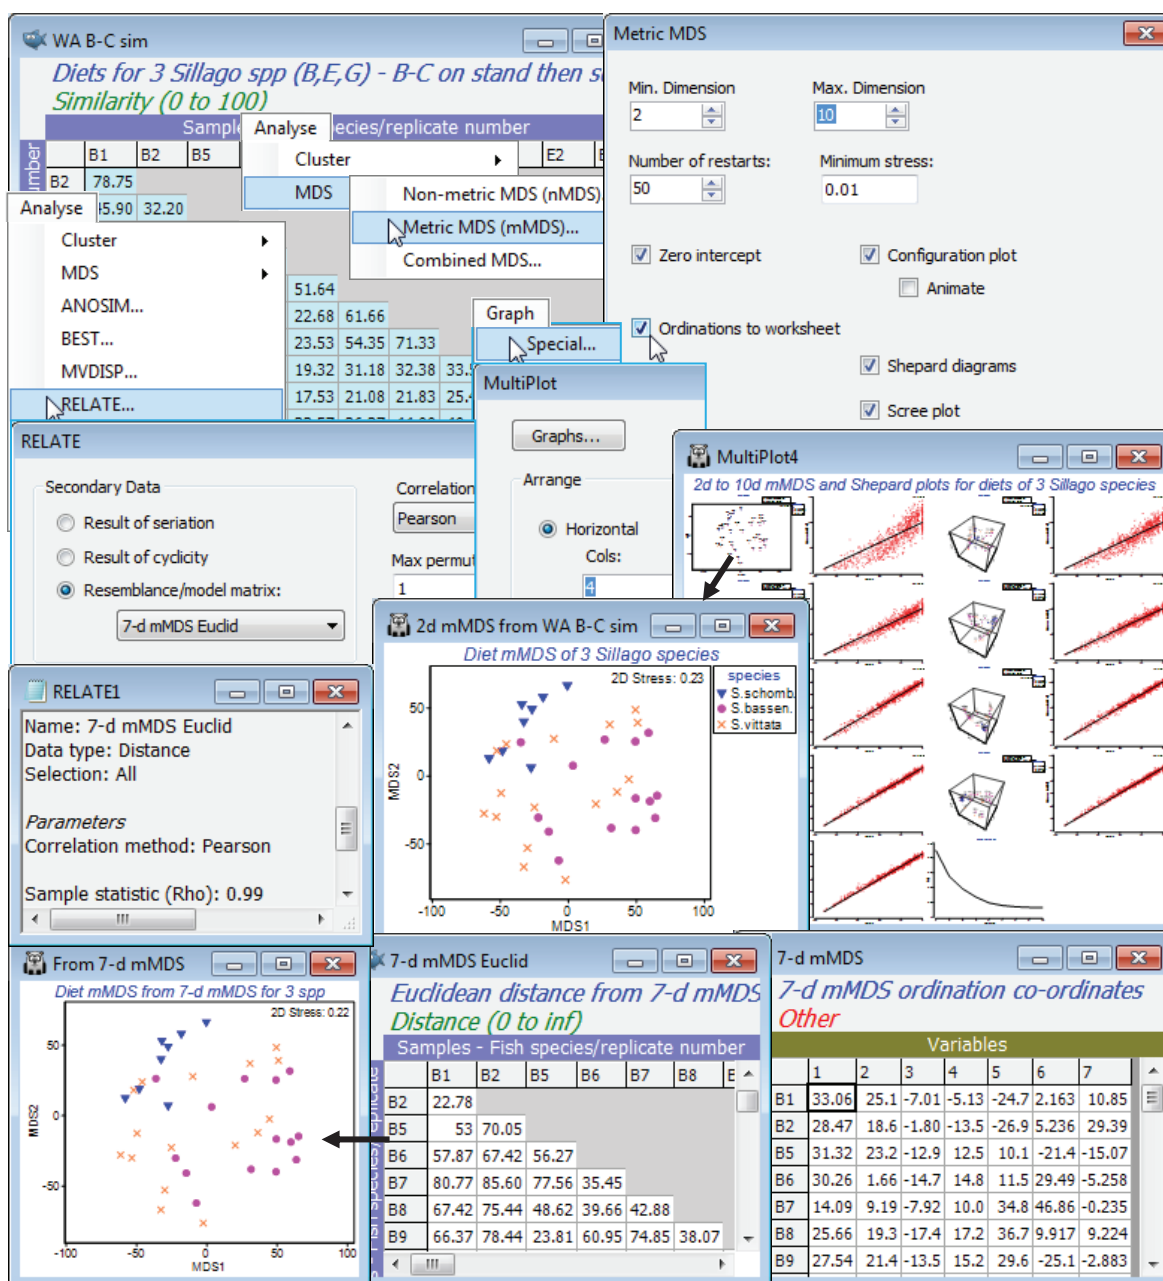 WA B-C sim
Diets for 3 Sillago spp (B,E,G) - B-C on stand then
Similarity (0 to 100)
B1 B2 B5 E2
B2 78.75
45.90 32.20
51.64
22.68 61.66
23.53 54.35 71.33
19.32 31.18 32.38
17.53 21.08 21.83
Analyse
Cluster
MDS
Non-metric MDS (nMDS)
Metric MDS (mMDS)...
Combined MDS...
Analyse
Cluster
MDS
ANOSIM...
BEST...
MVDISP...
RELATE...
Metric MDS
Min. Dimension Max. Dimension
2 10
Number of restarts: Minimum stress:
50 0.01
Zero intercept Configuration plot
Animate
Ordinations to worksheet
Shepard diagrams
Scree plot
Graph
Special...
MultiPlot
Graphs...
Arrange
Horizontal
Cols:
4
RELATE
Secondary Data Correlation
Result of seriation Pearson
Result of cyclicity Max permut
Resemblance/model matrix: 1
7-d mMDS Euclid
MultiPlot4
2d to 10d mMDS and Shepard plots for diets of 3 Sillago species
2d mMDS from WA B-C sim
Diet mMDS of 3 Sillago species
2D Stress: 0.23
species
S.schomb.
S.bassen.
S.vittata
50
0
-50
MDS2
-100 -50 0 50 100
MDS1
RELATE1
Name: 7-d mMDS Euclid
Data type: Distance
Selection: All
Parameters
Correlation method: Pearson
Sample statistic (Rho): 0.99
From 7-d mMDS
Diet mMDS from 7-d mMDS for 3 spp
2D Stress: 0.22
50
0
-50
MDS2
-100 -50 0 50 100
MDS1
7-d mMDS Euclid
Euclidean distance from 7-d mMDS
Distance (0 to inf)
Samples - Fish species/replicate number
B1 B2 B5 B6 B7 B8 E
B2 22.78
B5 53 70.05
B6 57.87 67.42 56.27
B7 80.77 85.60 77.56 35.45
B8 67.42 75.44 48.62 39.66 42.88
B9 66.37 78.44 23.81 60.95 74.85 38.07
7-d mMDS
7-d mMDS ordination co-ordinates
Other
Variables
1 2 3 4 5 6 7
B1 33.06 25.1 -7.01 -5.13 -24.7 2.163 10.85
B2 28.47 18.6 -1.80 -13.5 -26.9 5.236 29.39
B5 31.32 23.2 -12.9 12.5 10.1 -21.4 -15.07
B6 30.26 1.66 -14.7 14.8 11.5 29.49 -5.258
B7 14.09 9.19 -7.92 10.0 34.8 46.86 -0.235
B8 25.66 19.3 -17.4 17.2 36.7 9.917 9.224
B9 27.54 21.4 -13.5 15.2 29.6 -25.1 -2.883